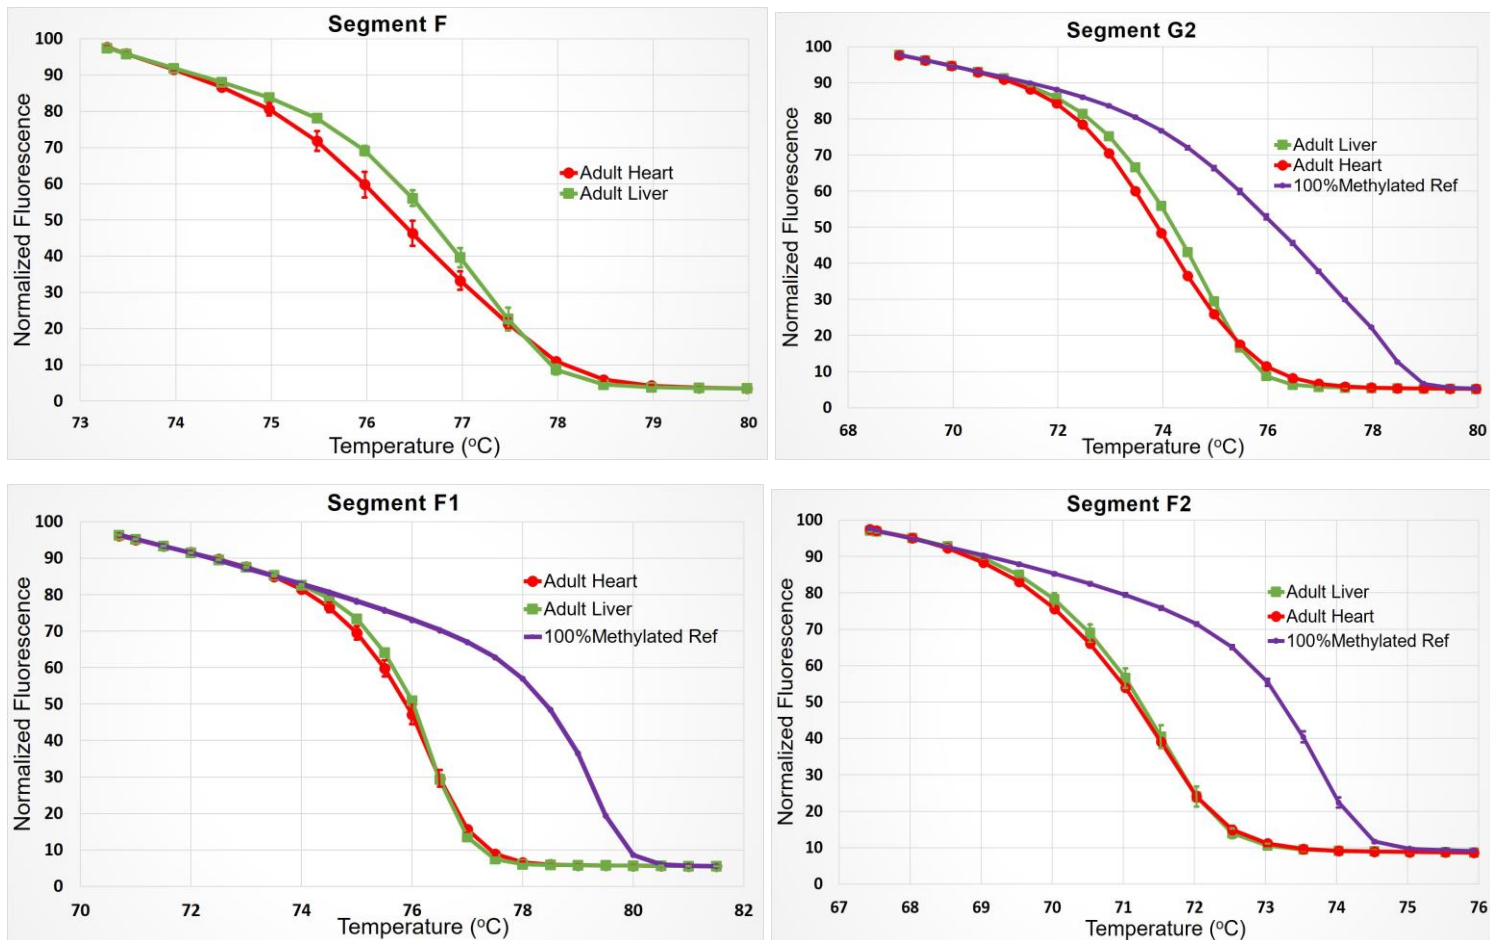 Segment F
100
90
80
70
60
50
40
30
20
10
0
Normalized Fluorescence
Adult Heart
Adult Liver
73 74 75 76 77 78 79 80
Temperature (°C)
Segment G2
100
90
80
70
60
50
40
30
20
10
0
Normalized Fluorescence
Adult Liver
Adult Heart
100%Methylated Ref
68 70 72 74 76 78 80
Temperature (°C)
Segment F1
100
90
80
70
60
50
40
30
20
10
0
Normalized Fluorescence
Adult Heart
Adult Liver
100%Methylated Ref
70 72 74 76 78 80 82
Temperature (°C)
Segment F2
100
90
80
70
60
50
40
30
20
10
0
Normalized Fluorescence
Adult Liver
Adult Heart
100%Methylated Ref
67 68 69 70 71 72 73 74 75 76
Temperature (°C)